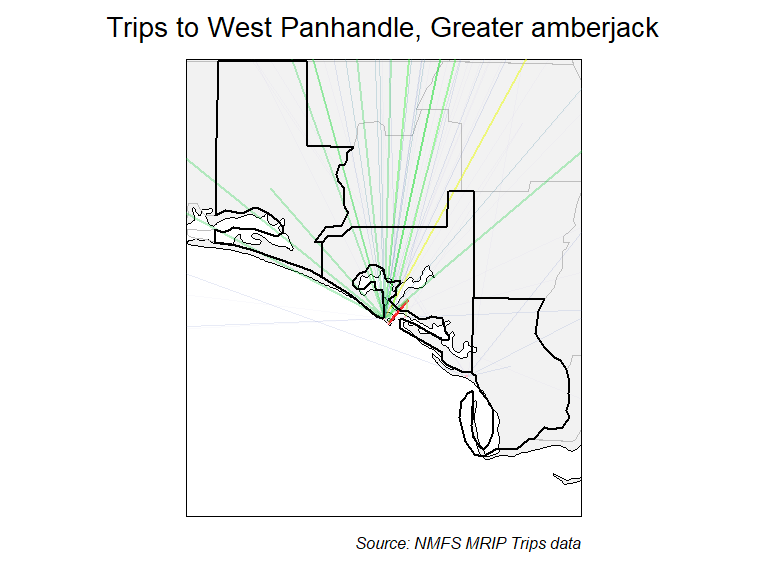 Trips to West Panhandle, Greater amberjack
Source: NMFS MRIP Trips data